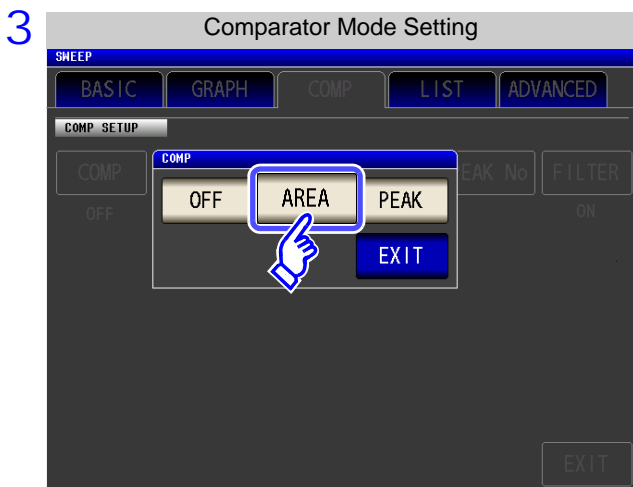 3
Comparator Mode Setting
SWEEP
BASIC GRAPH COMP LIST ADVANCED
COMP SETUP
COMP EAK No FILTER
OFF ON
COMP
OFF AREA PEAK
EXIT
EXIT